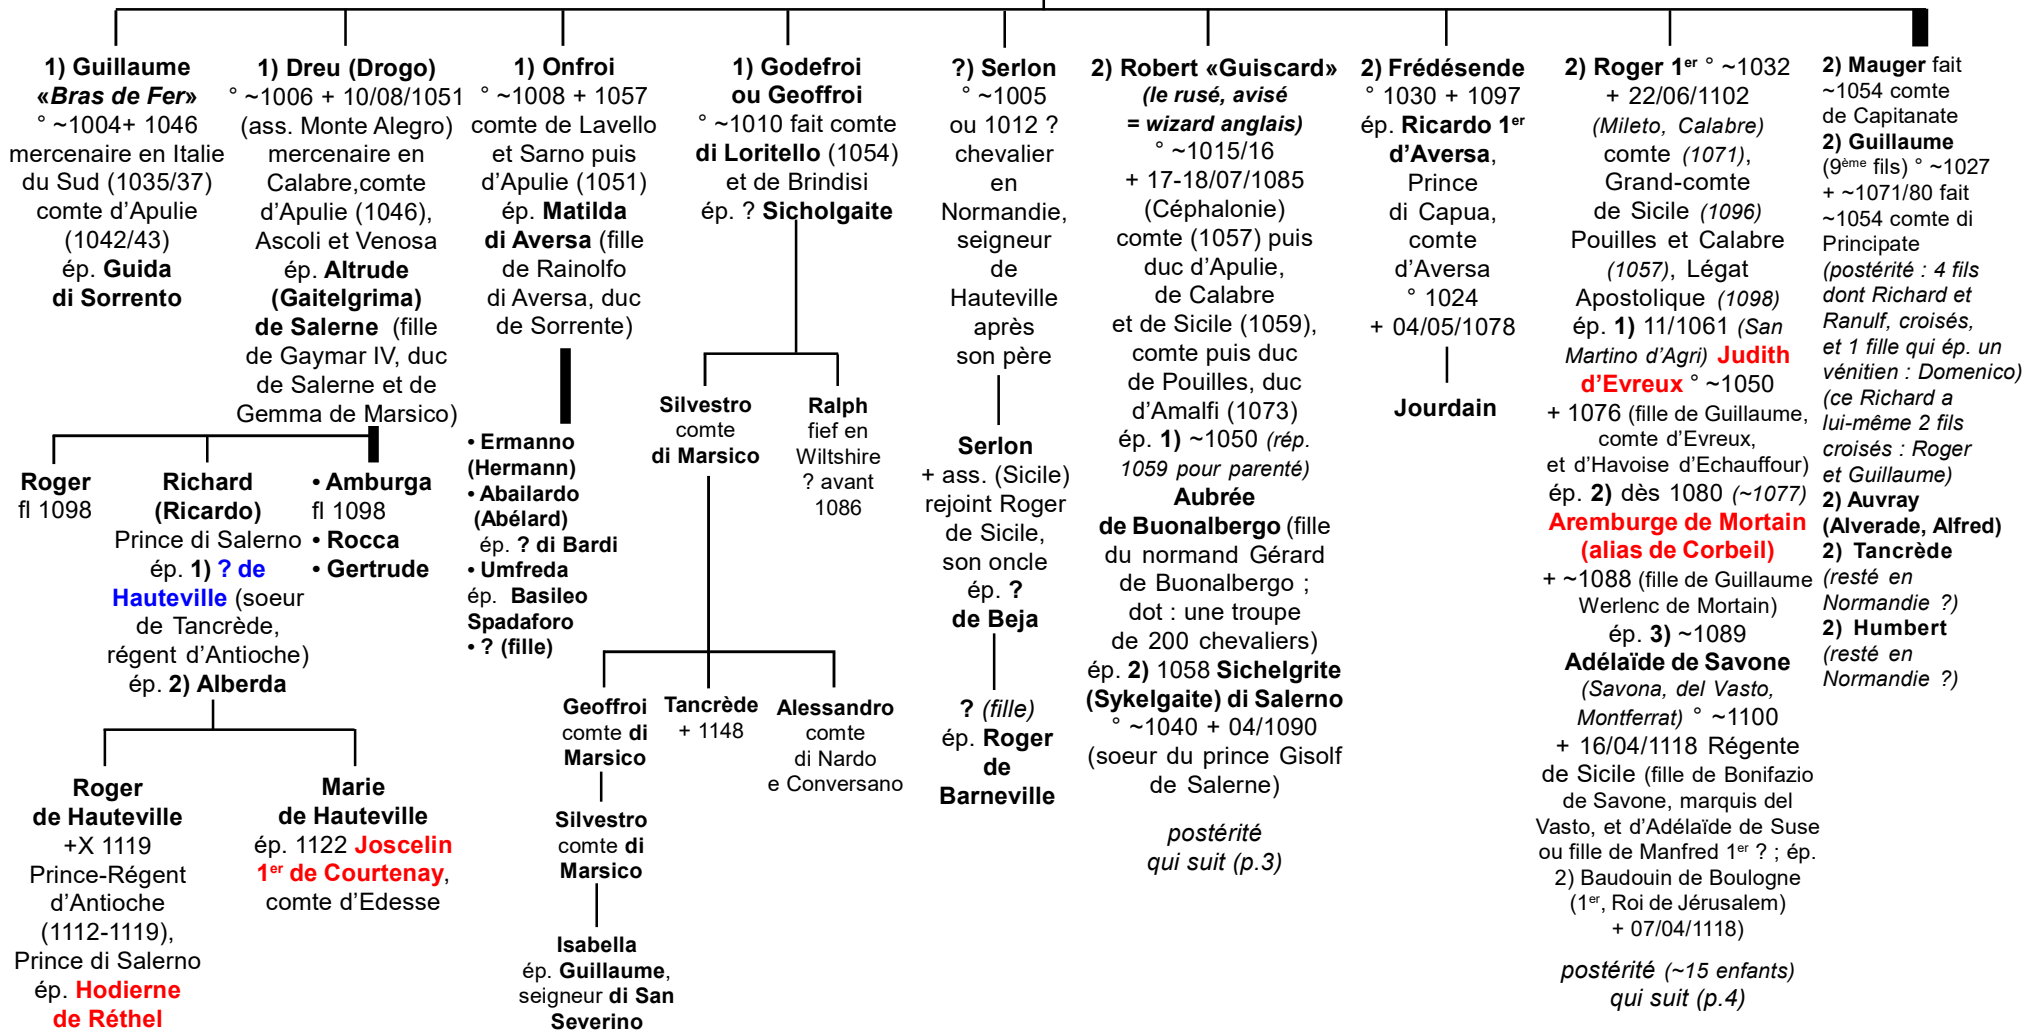 1) Guillaume
«Bras de Fer»
° ~1004+ 1046
mercenaire en Italie
du Sud (1035/37)
comte d'Apulie
(1042/43)
ép. Guida
di Sorrento
1) Dreu (Drogo)
° ~1006 + 10/08/1051
(ass. Monte Alegro)
mercenaire en
Calabre,comte
d'Apulie (1046),
Ascoli et Venosa
ép. Altrude
(Gaitelgrima)
de Salerne (fille
de Gaymar IV, duc
de Salerne et de
Gemma de Marsico)
Roger
fl 1098
Richard
(Ricardo)
Prince di Salerno
ép. 1) ? de
Hauteville (soeur
de Tancrède,
régent d'Antioche)
ép. 2) Alberda
• Amburga
fl 1098
• Rocca
• Gertrude
Roger
de Hauteville
+X 1119
Prince-Régent
d'Antioche
(1112-1119),
Prince di Salerno
ép. Hodierne
de Réthel
Marie
de Hauteville
ép. 1122 Joscelin
1er de Courtenay,
comte d'Edesse
1) Onfroi
° ~1008 + 1057
comte de Lavello
et Sarno puis
d'Apulie (1051)
ép. Matilda
di Aversa (fille
de Rainolfo
di Aversa, duc
de Sorrente)
• Ermanno
(Hermann)
• Abailardo
(Abélard)
ép. ? di Bardi
• Umfreda
ép. Basileo
Spadaforo
• ? (fille)
1) Godefroi
ou Geoffroi
° ~1010 fait comte
di Loritello (1054)
et de Brindisi
ép. ? Sicholgaite
Silvestro
comte
di Marsico
Ralph
fief en
Wiltshire
? avant
1086
Geoffroi
comte di
Marsico
Tancrède
+ 1148
Alessandro
comte
di Nardo
e Conversano
Silvestro
comte di
Marsico
Isabella
ép. Guillaume,
seigneur di San
Severino
?) Serlon
° ~1005
ou 1012 ?
chevalier
en
Normandie,
seigneur
de
Hauteville
après
son père
Serlon
+ ass. (Sicile)
rejoint Roger
de Sicile,
son oncle
ép. ?
de Beja
? (fille)
ép. Roger
de
Barneville
2) Robert «Guiscard»
(le rusé, avisé
= wizard anglais)
° ~1015/16
+ 17-18/07/1085
(Céphalonie)
comte (1057) puis
duc d'Apulie,
de Calabre
et de Sicile (1059),
comte puis duc
de Pouilles, duc
d'Amalfi (1073)
ép. 1) ~1050 (rép.
1059 pour parenté)
Aubrée
de Buonalbergo (fille
du normand Gérard
de Buonalbergo ;
dot : une troupe
de 200 chevaliers)
ép. 2) 1058 Sichelgrite
(Sykelgaite) di Salerno
° ~1040 + 04/1090
(soeur du prince Gisolf
de Salerne)
postérité
qui suit (p.3)
2) Frédésende
° 1030 + 1097
ép. Ricardo 1er
d'Aversa,
Prince
di Capua,
comte
d'Aversa
° 1024
+ 04/05/1078
Jourdain
2) Roger 1er ° ~1032
+ 22/06/1102
(Mileto, Calabre)
comte (1071),
Grand-comte
de Sicile (1096)
Pouilles et Calabre
(1057), Légat
Apostolique (1098)
ép. 1) 11/1061 (San
Martino d'Agri) Judith
d'Evreux ° ~1050
+ 1076 (fille de Guillaume,
comte d'Evreux,
et d'Havoise d'Echauffour)
ép. 2) dès 1080 (~1077)
Aremburge de Mortain
(alias de Corbeil)
+ ~1088 (fille de Guillaume
Werlenc de Mortain)
ép. 3) ~1089
Adélaïde de Savone
(Savona, del Vasto,
Montferrat) ° ~1100
+ 16/04/1118 Régente
de Sicile (fille de Bonifazio
de Savone, marquis del
Vasto, et d'Adélaïde de Suse
ou fille de Manfred 1er ? ; ép.
2) Baudouin de Boulogne
(1er, Roi de Jérusalem)
+ 07/04/1118)
postérité (~15 enfants)
qui suit (p.4)
2) Mauger fait
~1054 comte
de Capitanate
2) Guillaume
(9ème fils) ° ~1027
+ ~1071/80 fait
~1054 comte di
Principate
(postérité : 4 fils
dont Richard et
Ranulf, croisés,
et 1 fille qui ép. un
vénitien : Domenico)
(ce Richard a
lui-même 2 fils
croisés : Roger
et Guillaume)
2) Auvray
(Alverade, Alfred)
2) Tancrède
(resté en
Normandie ?)
2) Humbert
(resté en
Normandie ?)